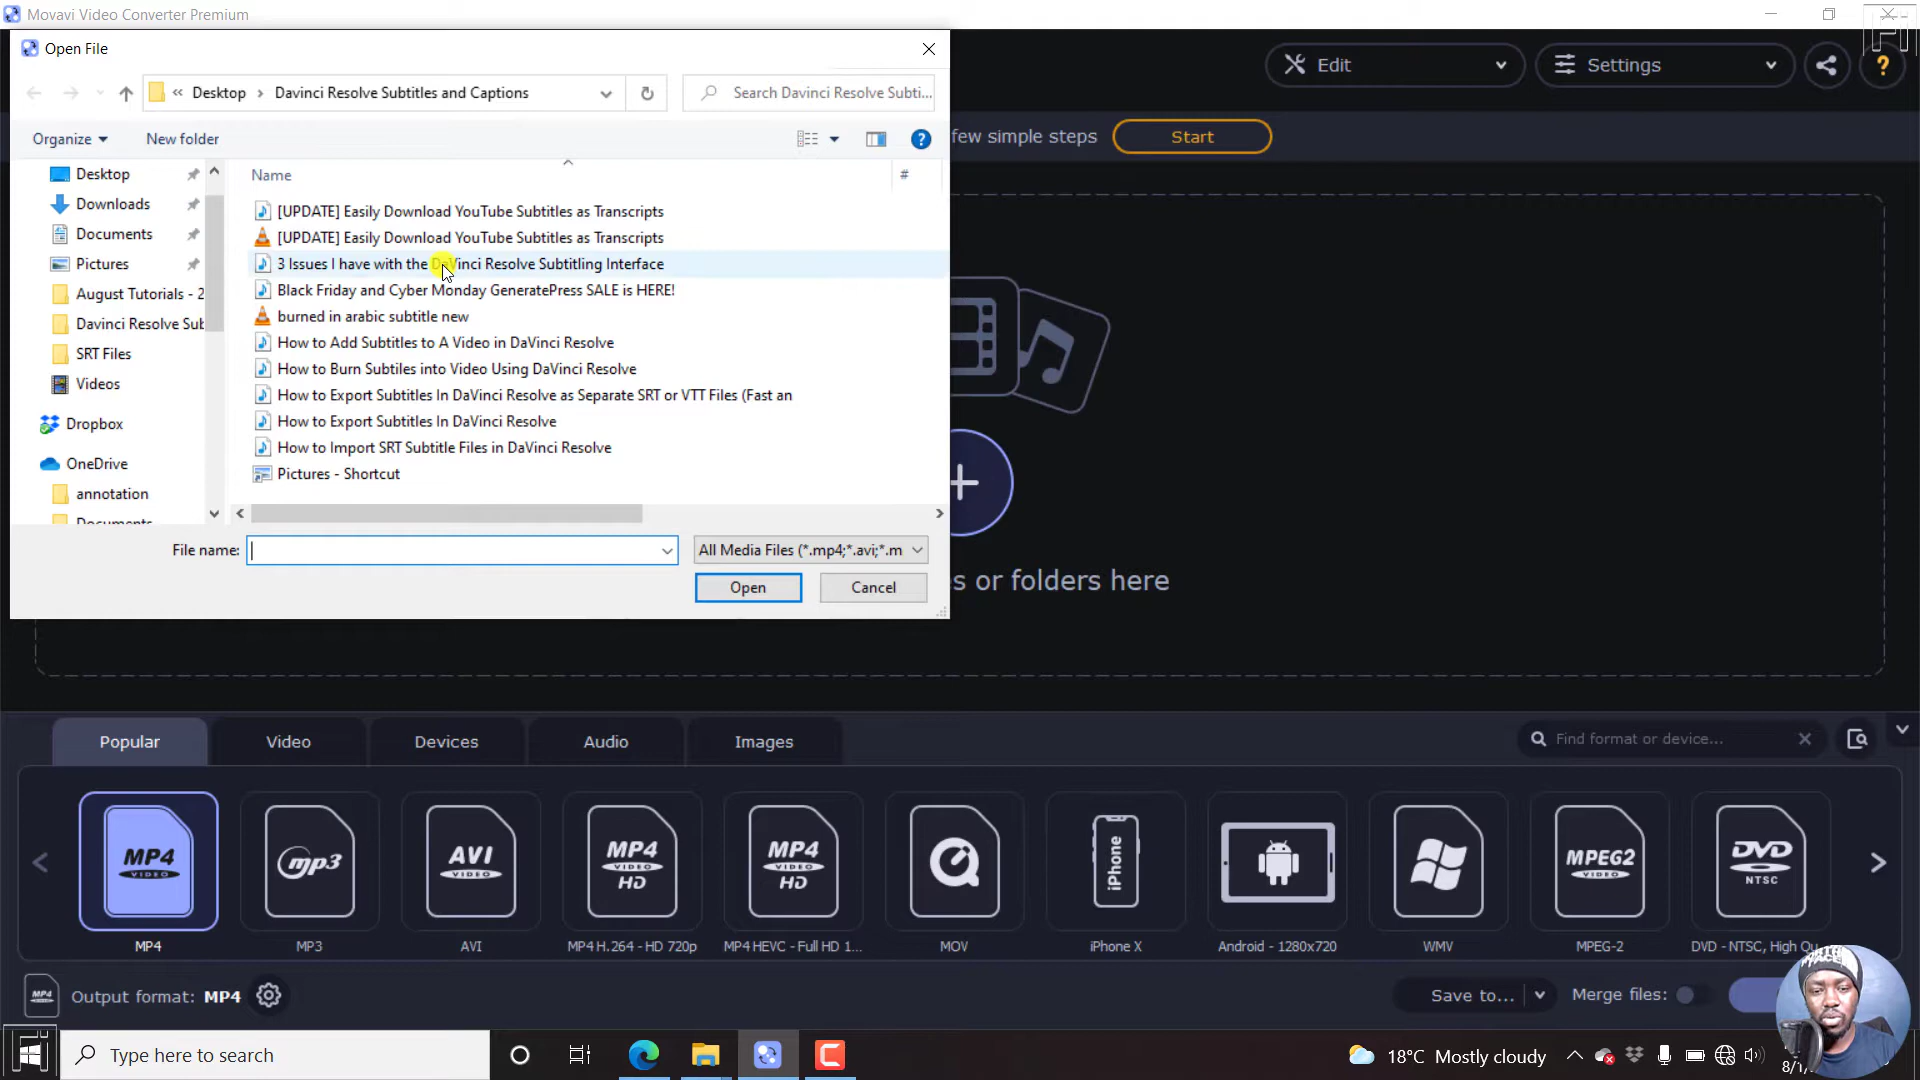 Movavi Video Converter Premium
Open File
Edit
Settings
?
« Desktop > Davinci Resolve Subtitles and Captions
Search Davinci Resolve Subti...
few simple steps
Start
Organize
New folder
?
Name
#
Desktop
Downloads
Documents
Pictures
August Tutorials - 2
Davinci Resolve Sub
SRT Files
Videos
Dropbox
OneDrive
annotation
Documents
[UPDATE] Easily Download YouTube Subtitles as Transcripts
[UPDATE] Easily Download YouTube Subtitles as Transcripts
3 Issues I have with the DaVinci Resolve Subtitling Interface
Black Friday and Cyber Monday GeneratePress SALE is HERE!
burned in arabic subtitle new
How to Add Subtitles to A Video in DaVinci Resolve
How to Burn Subtiles into Video Using DaVinci Resolve
How to Export Subtitles In DaVinci Resolve as Separate SRT or VTT Files (Fast an
How to Export Subtitles In DaVinci Resolve
How to Import SRT Subtitle Files in DaVinci Resolve
Pictures - Shortcut
File name:
All Media Files (*.mp4;*.avi;*.m
Open
Cancel
s or folders here
Popular
Video
Devices
Audio
Images
Find format or device...
MP4 VIDEO
mp3
AVI VIDEO
MP4 VIDEO HD
MP4 VIDEO HD
iPhone
MPEG2 VIDEO
DVD NTSC
MP4
MP3
AVI
MP4 H.264 - HD 720p
MP4 HEVC - Full HD 1...
MOV
iPhone X
Android - 1280x720
WMV
MPEG-2
DVD - NTSC, High Qu
MP4
Output format: MP4
Save to...
Merge files:
Type here to search
18°C Mostly cloudy